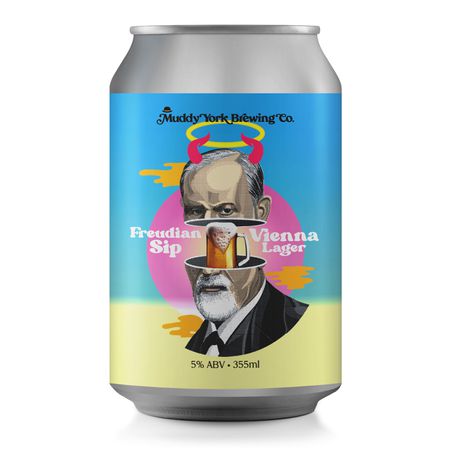 Muddy York Brewing Co.
Freudian
Sip
Vienna
Lager
5% ABV • 355ml